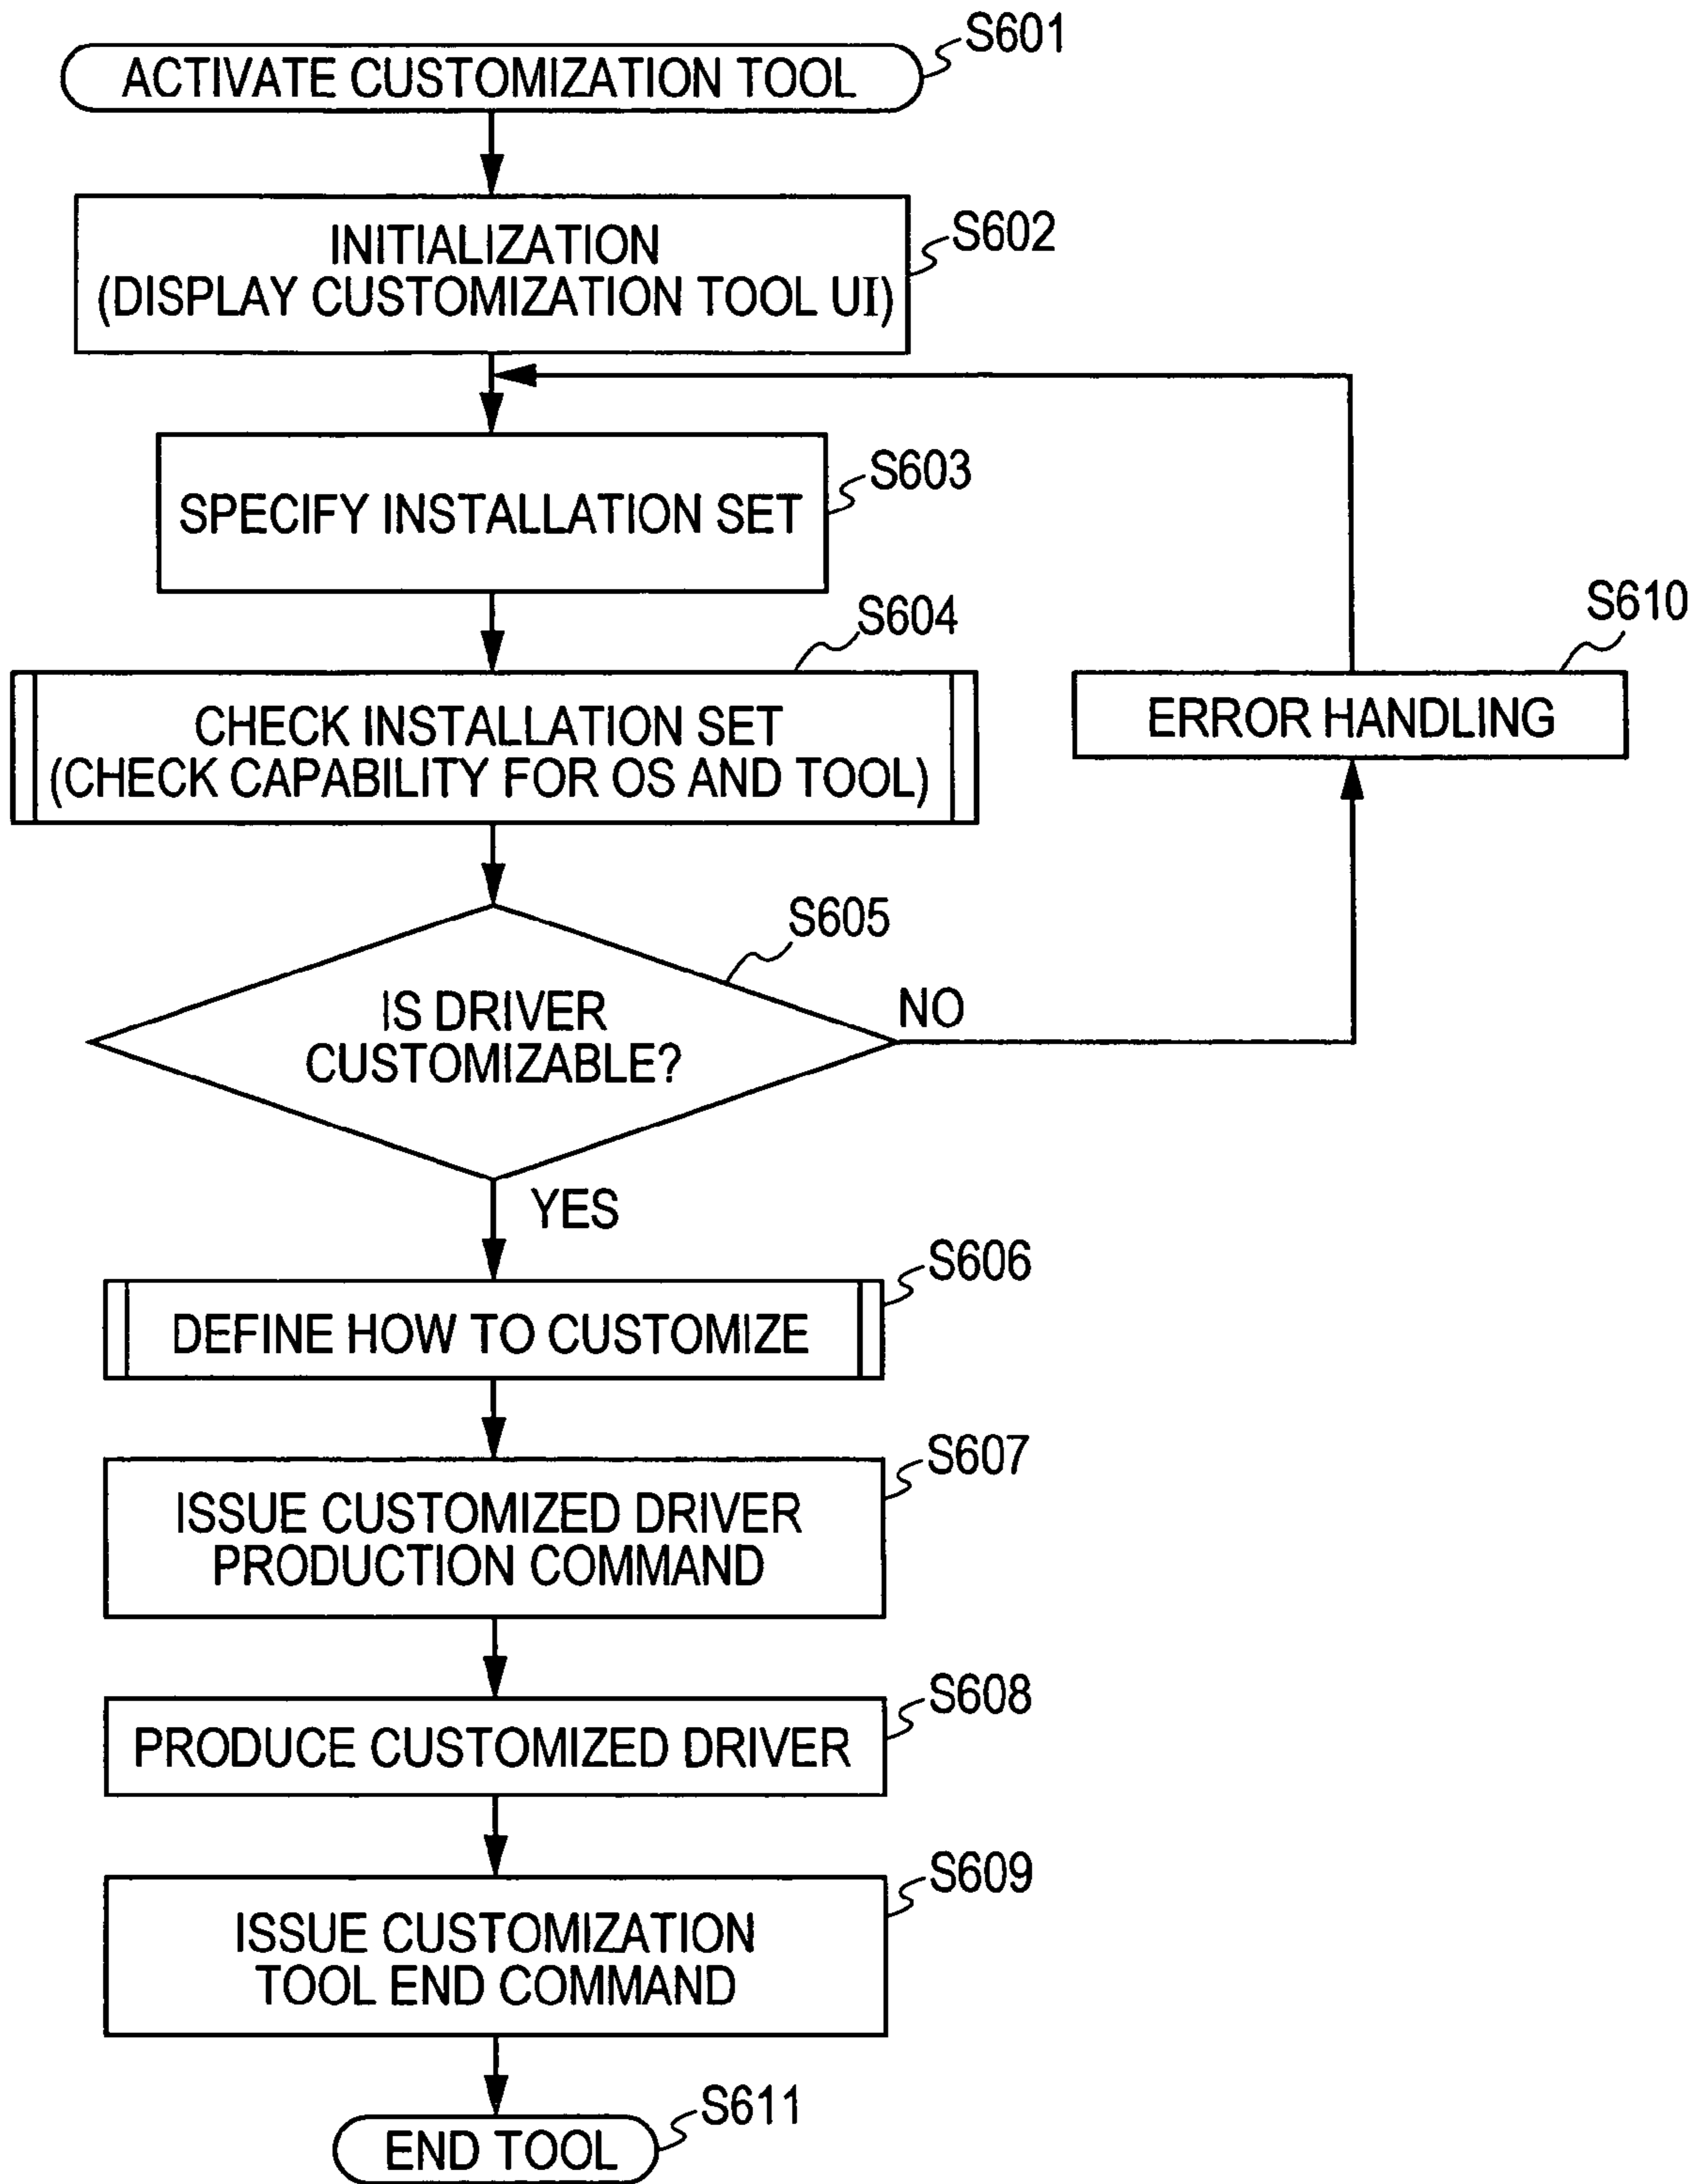 S601
ACTIVATE CUSTOMIZATION TOOL
S602
INITIALIZATION
(DISPLAY CUSTOMIZATION TOOL UI)
S603
SPECIFY INSTALLATION SET
S604
CHECK INSTALLATION SET
(CHECK CAPABILITY FOR OS AND TOOL)
S610
ERROR HANDLING
S605
IS DRIVER
CUSTOMIZABLE?
NO
YES
S606
DEFINE HOW TO CUSTOMIZE
S607
ISSUE CUSTOMIZED DRIVER
PRODUCTION COMMAND
S608
PRODUCE CUSTOMIZED DRIVER
S609
ISSUE CUSTOMIZATION
TOOL END COMMAND
S611
END TOOL